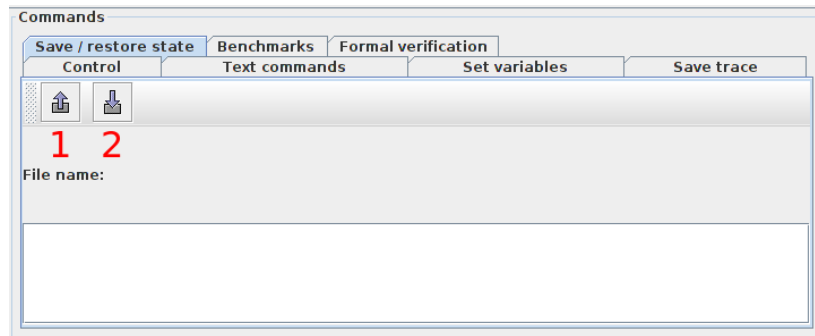 Commands
Save / restore state Benchmarks Formal verification
Control Text commands Set variables Save trace
1 2
File name: